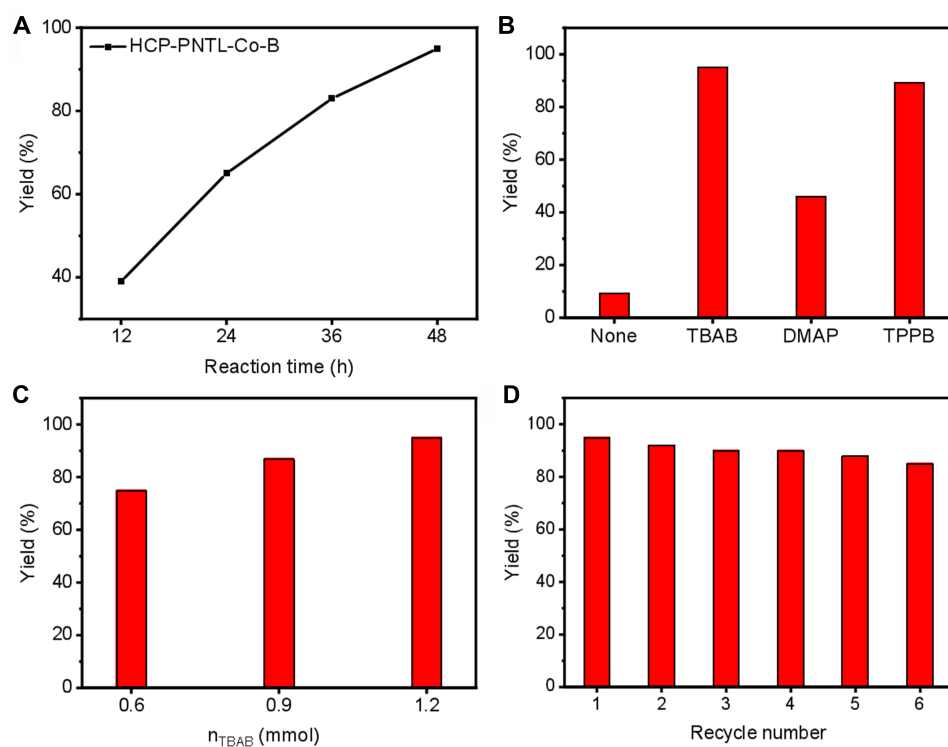 A
100
80
60
40
Yield (%)
HCP-PNTL-Co-B
12 24 36 48
Reaction time (h)
B
100
80
60
40
20
0
Yield (%)
None TBAB DMAP TPPB
C
100
80
60
40
20
0
Yield (%)
0.6 0.9 1.2
nTBAB (mmol)
D
100
80
60
40
20
0
Yield (%)
1 2 3 4 5 6
Recycle number